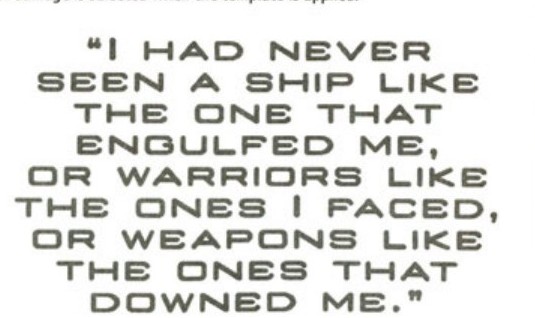 "I HAD NEVER
SEEN A SHIP LIKE
THE ONE THAT
ENGULFED ME,
OR WARRIORS LIKE
THE ONES I FACED,
OR WEAPONS LIKE
THE ONES THAT
DOWNED ME."